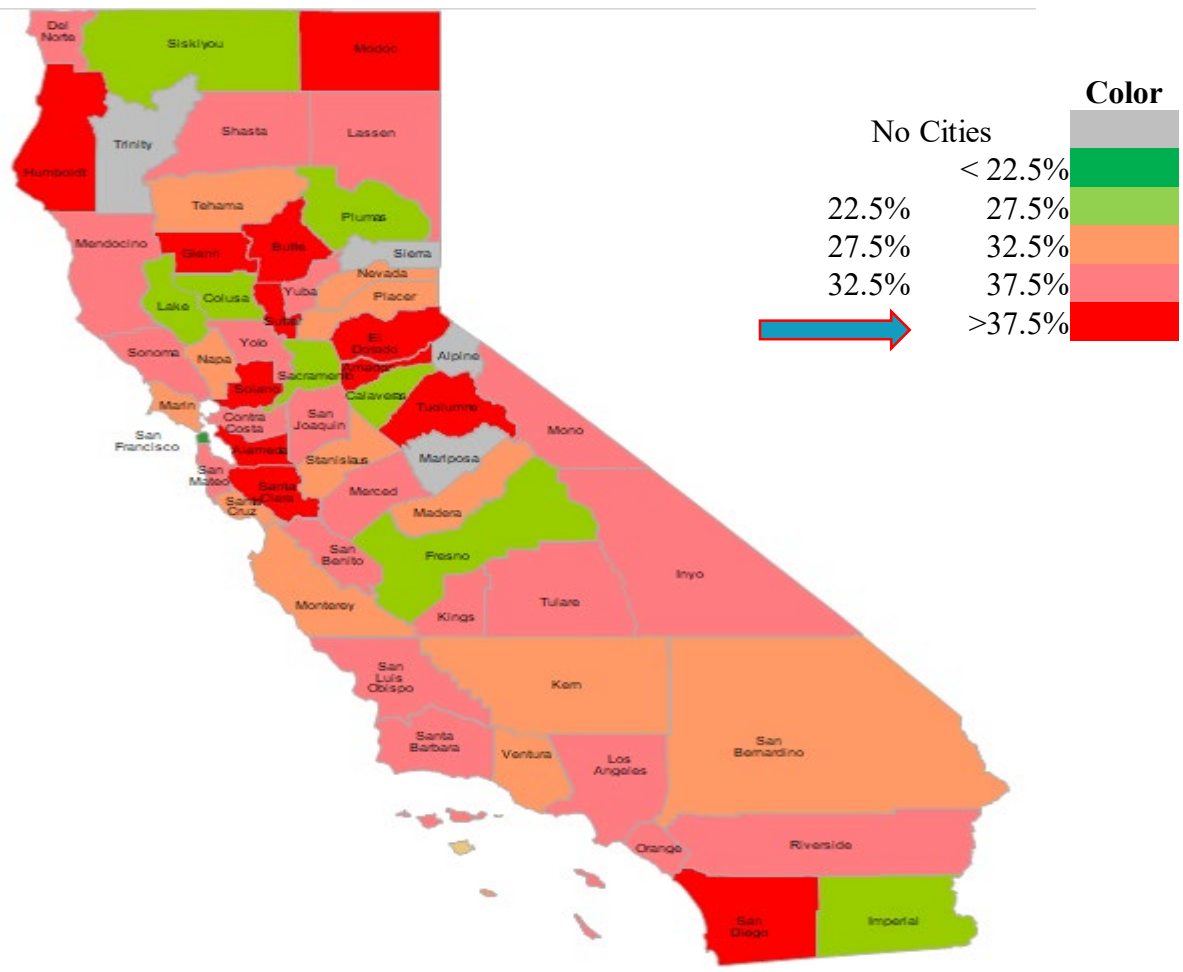 Del
Norte
Siskiyou
Modoc
Color
No Cities
< 22.5%
22.5% 27.5%
27.5% 32.5%
32.5% 37.5%
>37.5%
Humboldt
Trinity
Shasta
Lassen
Tehama
Plumas
Mendocino
Glenn
Butte
Sierra
Nevada
Placer
Lake
Colusa
Yuba
Sutter
El
Dorado
Alpine
Sonoma
Napa
Yolo
Sacramento
Amador
Solano
Calaveras
Marin
Contra
Costa
San
Joaquin
Tuolumne
Mono
San
Francisco
Alameda
Stanislaus
Mariposa
San
Mateo
Santa
Clara
Merced
Santa
Cruz
Madera
San
Benito
Fresno
Inyo
Monterey
Kings
Tulare
San
Luis
Obispo
Kern
Santa
Barbara
Ventura
Los
Angeles
San
Bernardino
Orange
Riverside
San
Diego
Imperial